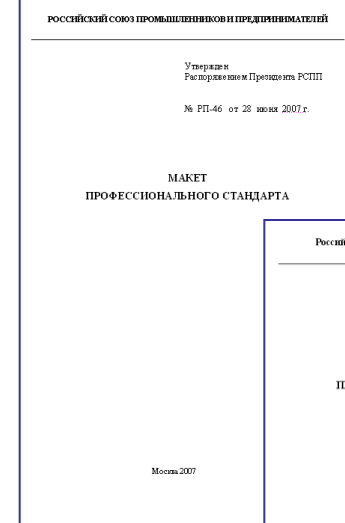 РОССИЙСКИЙ СОЮЗ ПРОМЫШЛЕННИКОВ И ПРЕДПРИНИМАТЕЛЕЙ
Утвержден
Распоряжением Президента РСПП
№ РП-46 от 28 июня 2007 г.
МАКЕТ
ПРОФЕССИОНАЛЬНОГО СТАНДАРТА
Россий
П
Москва 2007